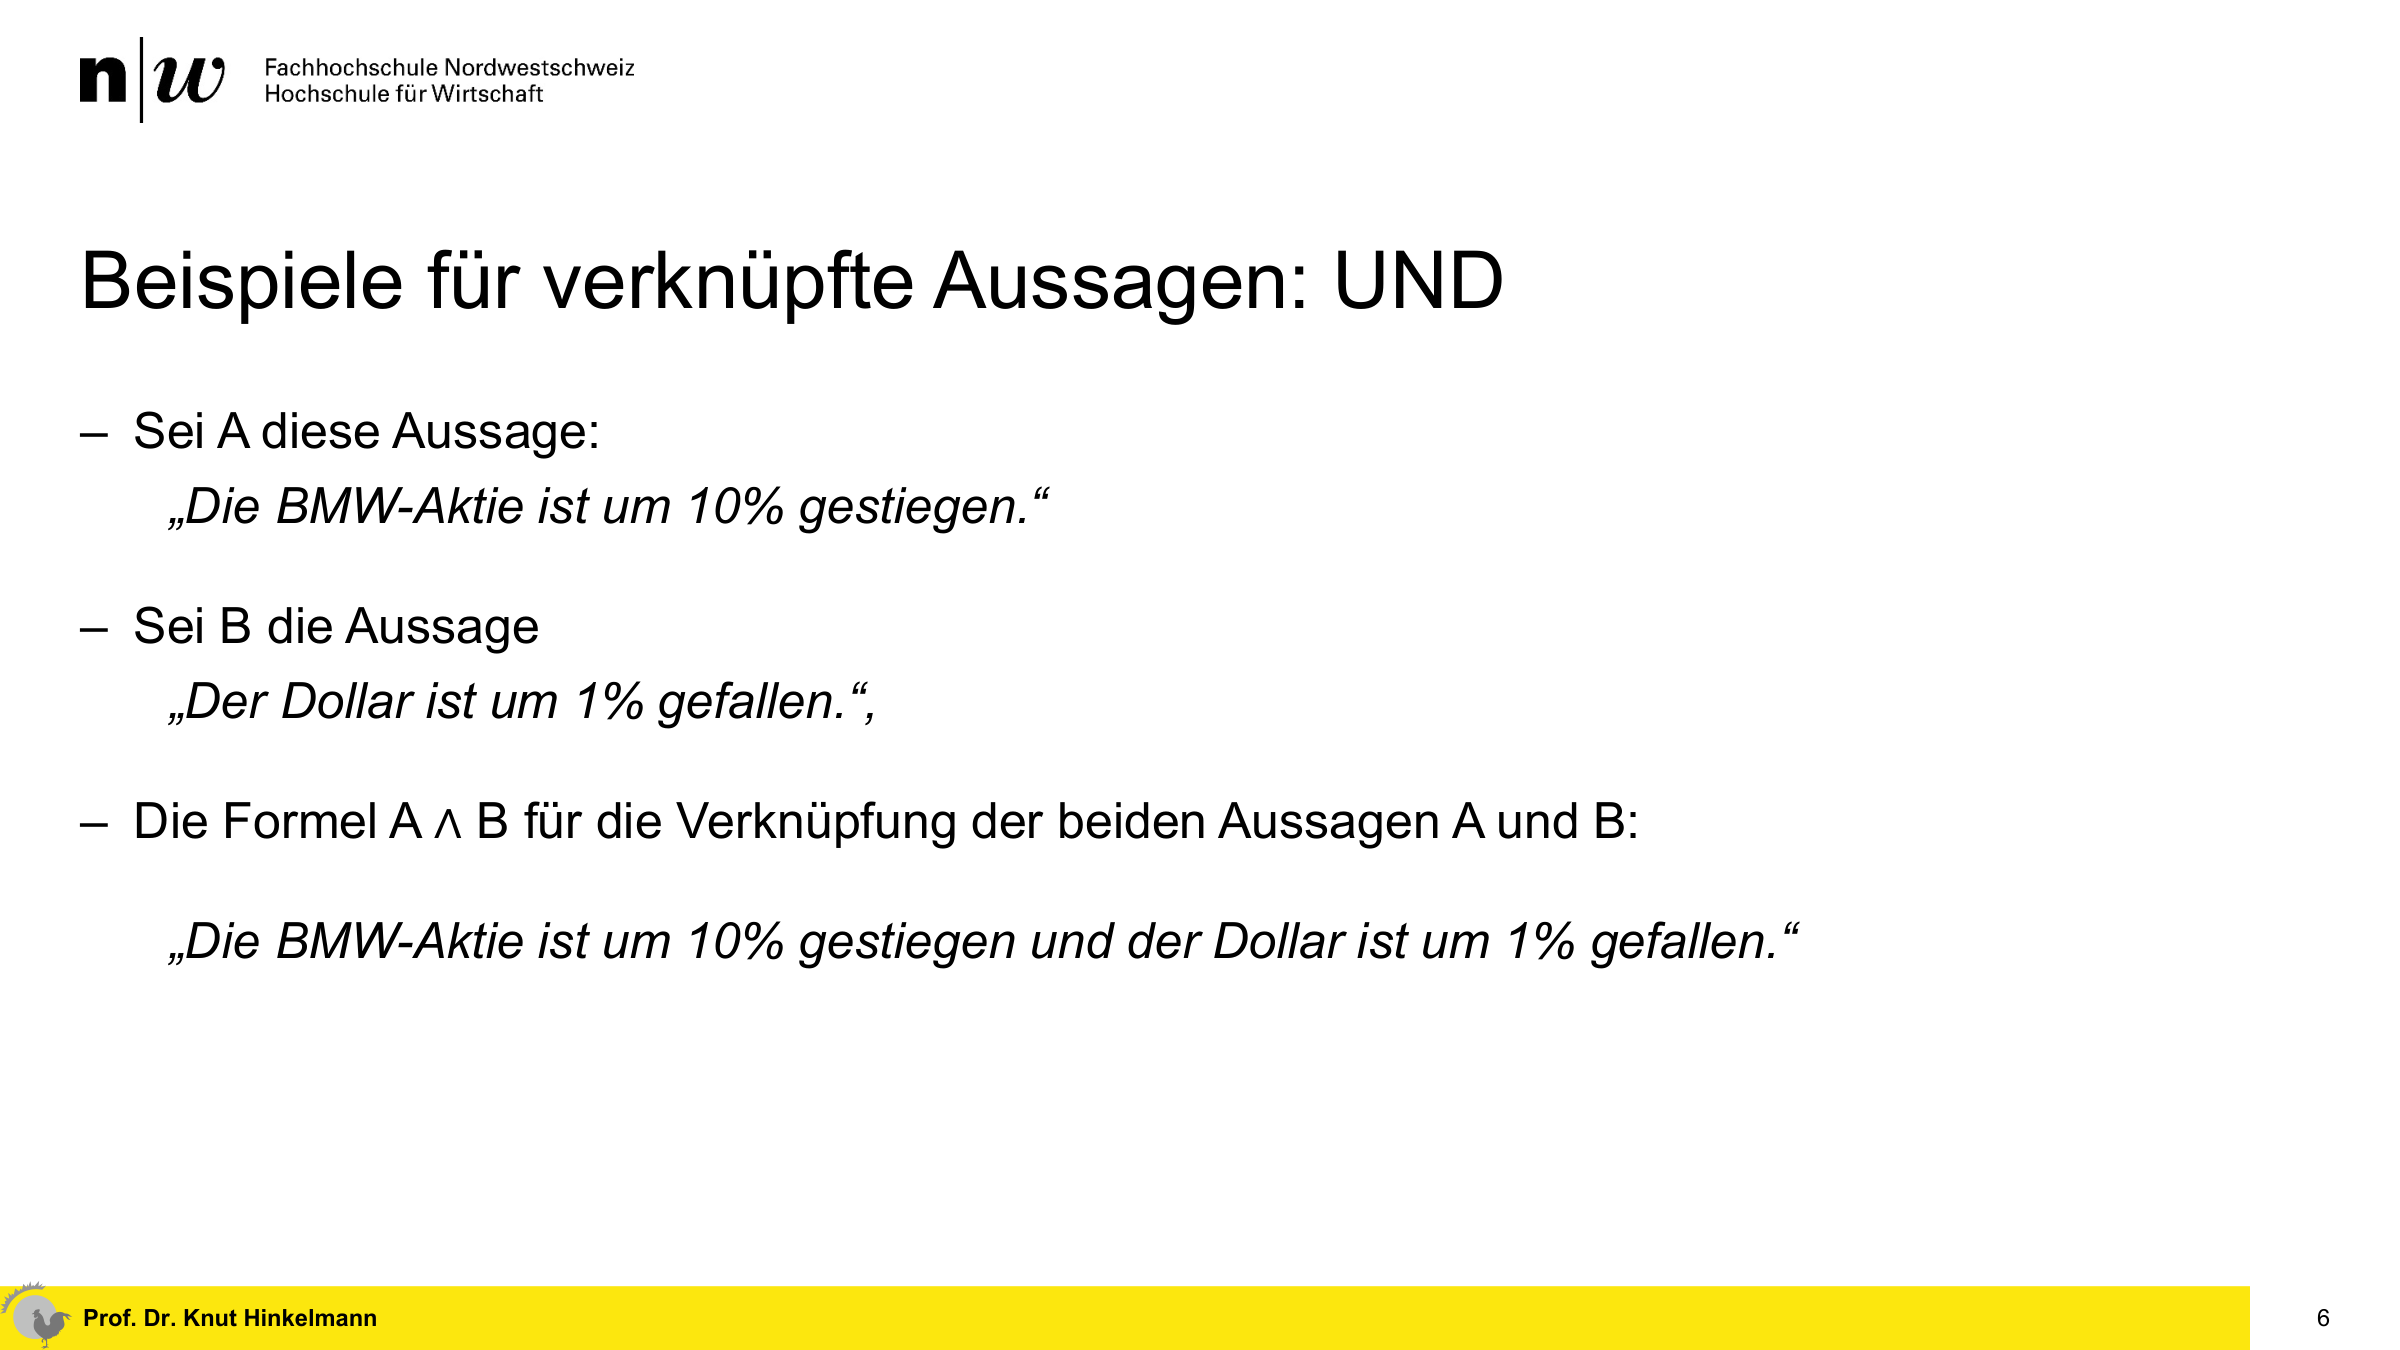 n|w Fachhochschule Nordwestschweiz
Hochschule für Wirtschaft
Beispiele für verknüpfte Aussagen: UND
– Sei A diese Aussage:
„Die BMW-Aktie ist um 10% gestiegen.“
– Sei B die Aussage
„Der Dollar ist um 1% gefallen.“,
– Die Formel A ∧ B für die Verknüpfung der beiden Aussagen A und B:
„Die BMW-Aktie ist um 10% gestiegen und der Dollar ist um 1% gefallen.“
Prof. Dr. Knut Hinkelmann
6